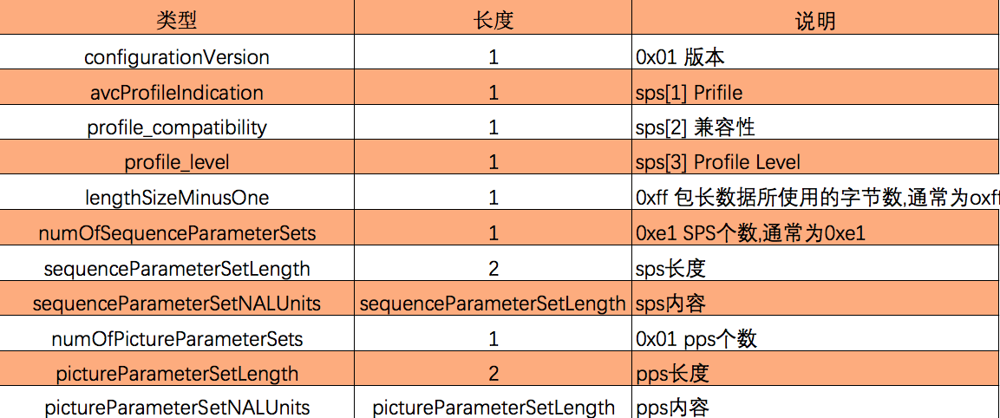 类型 长度 说明
configurationVersion 1 0x01 版本
avcProfileIndication 1 sps[1] Prifile
profile_compatibility 1 sps[2] 兼容性
profile_level 1 sps[3] Profile Level
lengthSizeMinusOne 1 0xff 包长数据所使用的字节数,通常为oxff
numOfSequenceParameterSets 1 0xe1 SPS个数,通常为0xe1
sequenceParameterSetLength 2 sps长度
sequenceParameterSetNALUnits sequenceParameterSetLength sps内容
numOfPictureParameterSets 1 0x01 pps个数
pictureParameterSetLength 2 pps长度
pictureParameterSetNALUnits pictureParameterSetLength pps内容